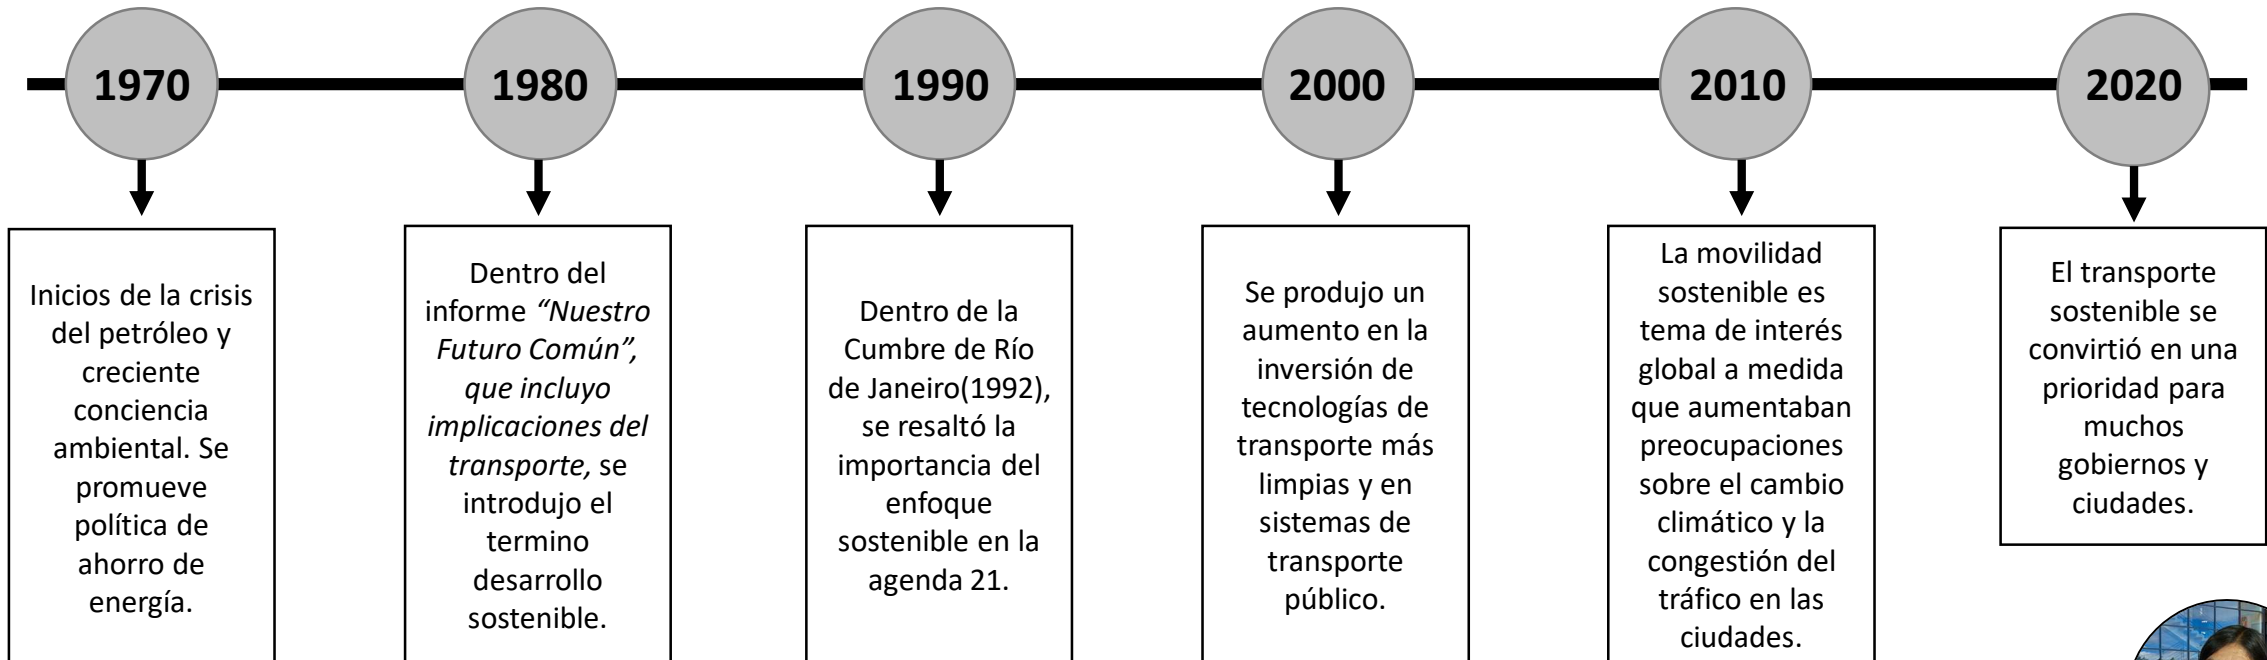 1970
1980
1990
2000
2010
2020
Inicios de la crisis
del petróleo y
creciente
conciencia
ambiental. Se
promueve
política de
ahorro de
energía.
Dentro del
informe “Nuestro
Futuro Común”,
que incluyo
implicaciones del
transporte, se
introdujo el
termino
desarrollo
sostenible.
Dentro de la
Cumbre de Río
de Janeiro(1992),
se resaltó la
importancia del
enfoque
sostenible en la
agenda 21.
Se produjo un
aumento en la
inversión de
tecnologías de
transporte más
limpias y en
sistemas de
transporte
público.
La movilidad
sostenible es
tema de interés
global a medida
que aumentaban
preocupaciones
sobre el cambio
climático y la
congestión del
tráfico en las
ciudades.
El transporte
sostenible se
convirtió en una
prioridad para
muchos
gobiernos y
ciudades.